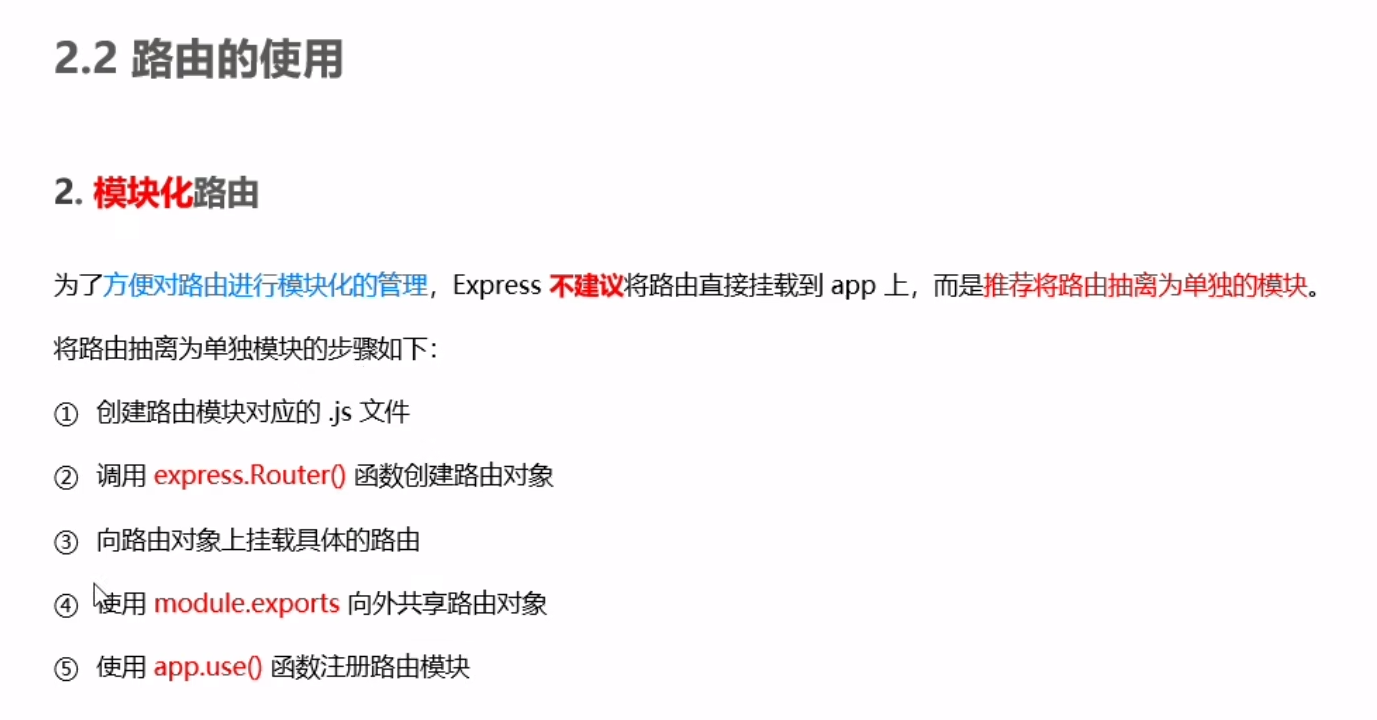 2.2 路由的使用
2. 模块化路由
为了方便对路由进行模块化的管理，Express 不建议将路由直接挂载到 app 上，而是推荐将路由抽离为单独的模块。
将路由抽离为单独模块的步骤如下：
① 创建路由模块对应的 .js 文件
② 调用 express.Router() 函数创建路由对象
③ 向路由对象上挂载具体的路由
④ 使用 module.exports 向外共享路由对象
⑤ 使用 app.use() 函数注册路由模块